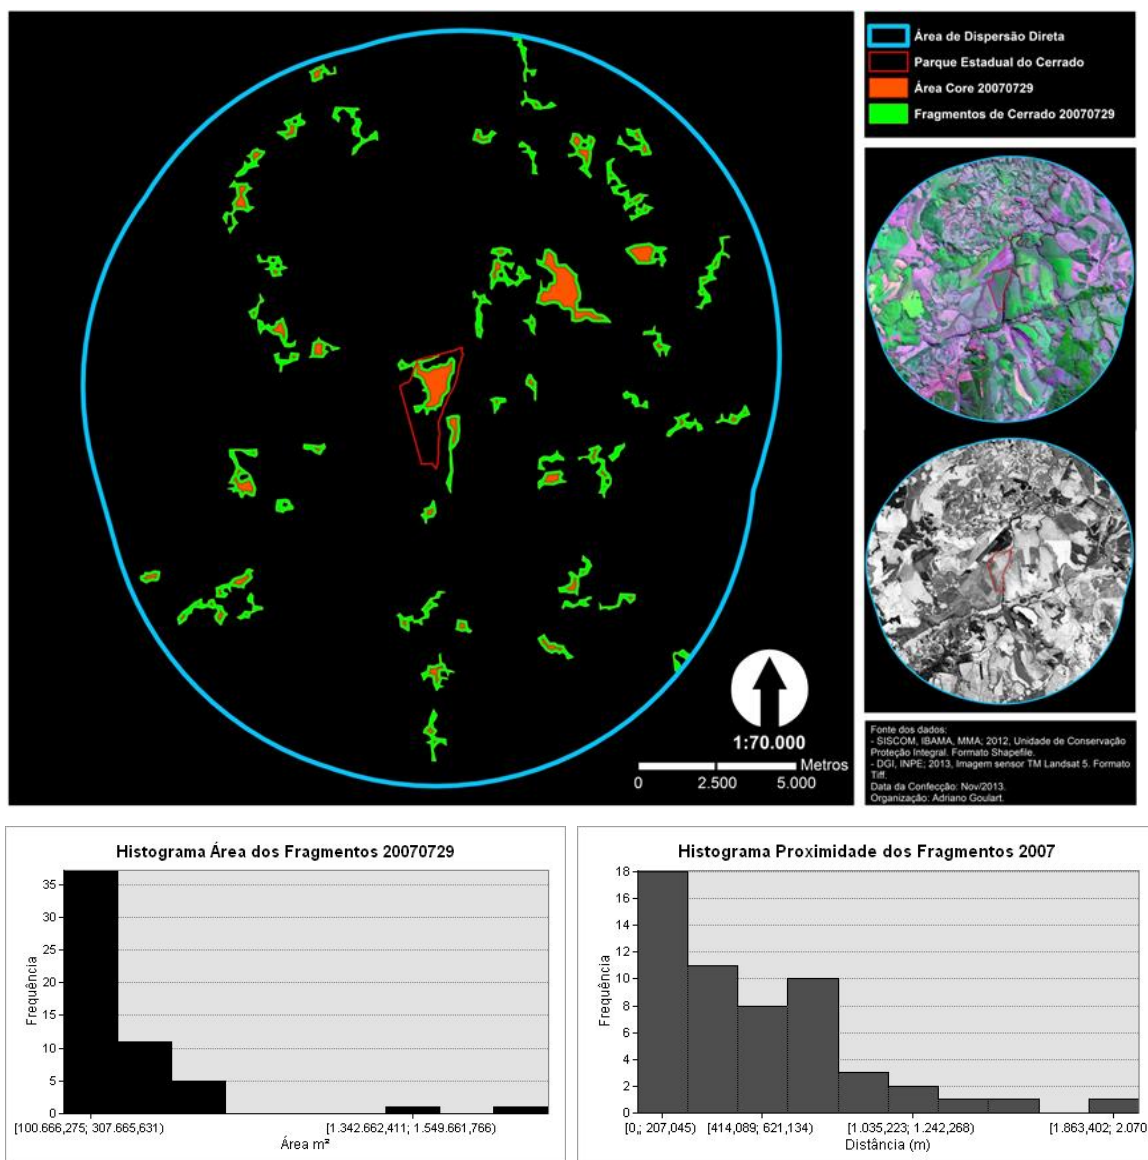 Área de Dispersão Direta
Parque Estadual do Cerrado
Área Core 20070729
Fragmentos de Cerrado 20070729
1:70.000
Metros
0 2.500 5.000
Fonte dos dados:
- SISCOM, IBAMA, MMA; 2012, Unidade de Conservação
Proteção Integral. Formato Shapefile.
- DGI, INPE; 2013, Imagem sensor TM Landsat 5. Formato
Tiff.
Data da Confecção: Nov/2013.
Organização: Adriano Goulart.
Histograma Área dos Fragmentos 20070729
Frequência
35
30
25
20
15
10
5
0
[100.666,275; 307.665,631) [1.342.662,411; 1.549.661,766)
Área m²
Histograma Proximidade dos Fragmentos 2007
Frequência
18
16
14
12
10
8
6
4
2
0
[0,; 207,045) [414,089; 621,134) [1.035,223; 1.242,268) [1.863,402; 2.070
Distância (m)